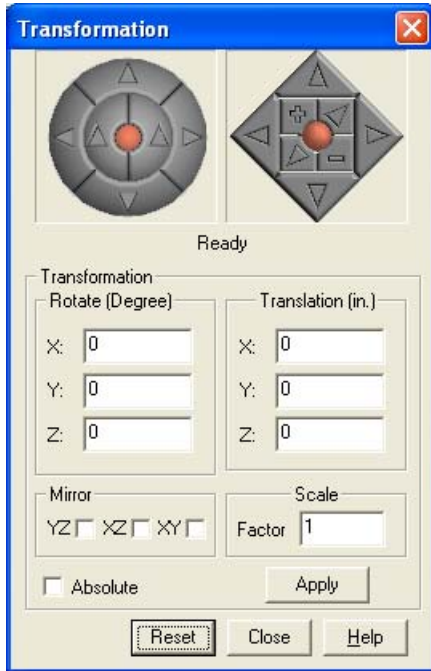 Transformation
Ready
Transformation
Rotate (Degree) Translation (in.)
X: 0 X: 0
Y: 0 Y: 0
Z: 0 Z: 0
Mirror Scale
YZ XZ XY Factor 1
Absolute Apply
Reset Close Help